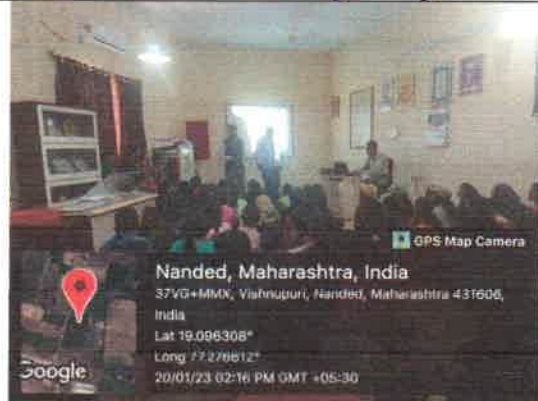 GPS Map Camera
Nanded, Maharashtra, India
37VG+MMX, Vishnupuri, Nanded, Maharashtra 431606,
India
Lat 19.096308°
Long 77.276612°
20/01/23 02:16 PM GMT +05:30
Google